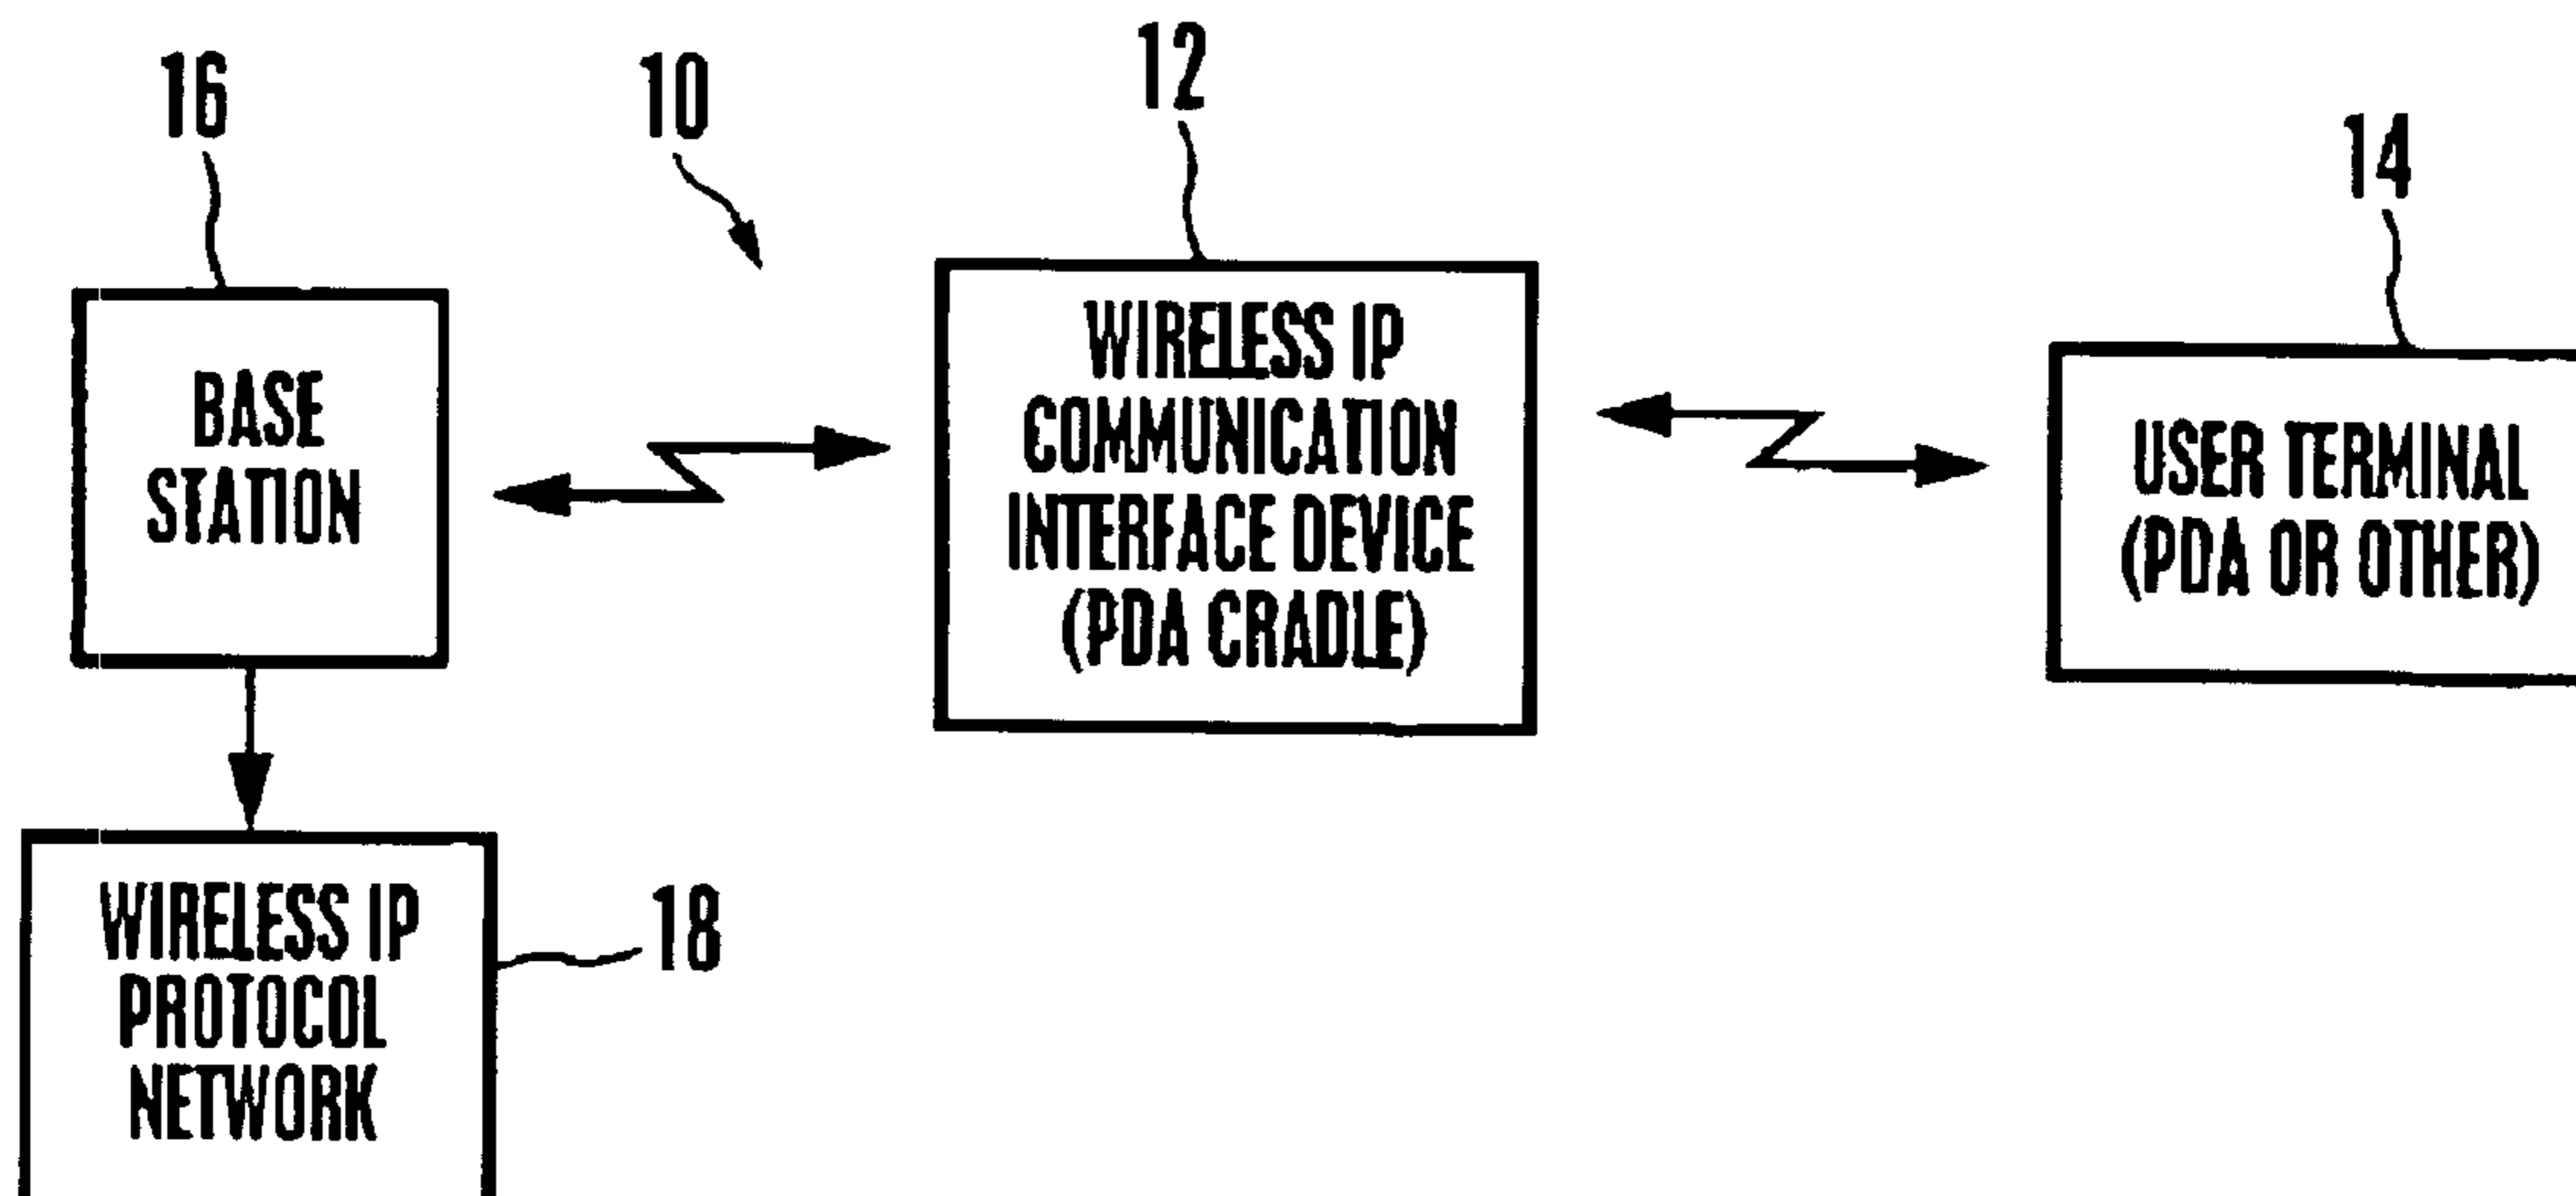 16
10
12
14
BASE
STATION
WIRELESS IP
COMMUNICATION
INTERFACE DEVICE
(PDA CRADLE)
USER TERMINAL
(PDA OR OTHER)
WIRELESS IP
PROTOCOL
NETWORK
18